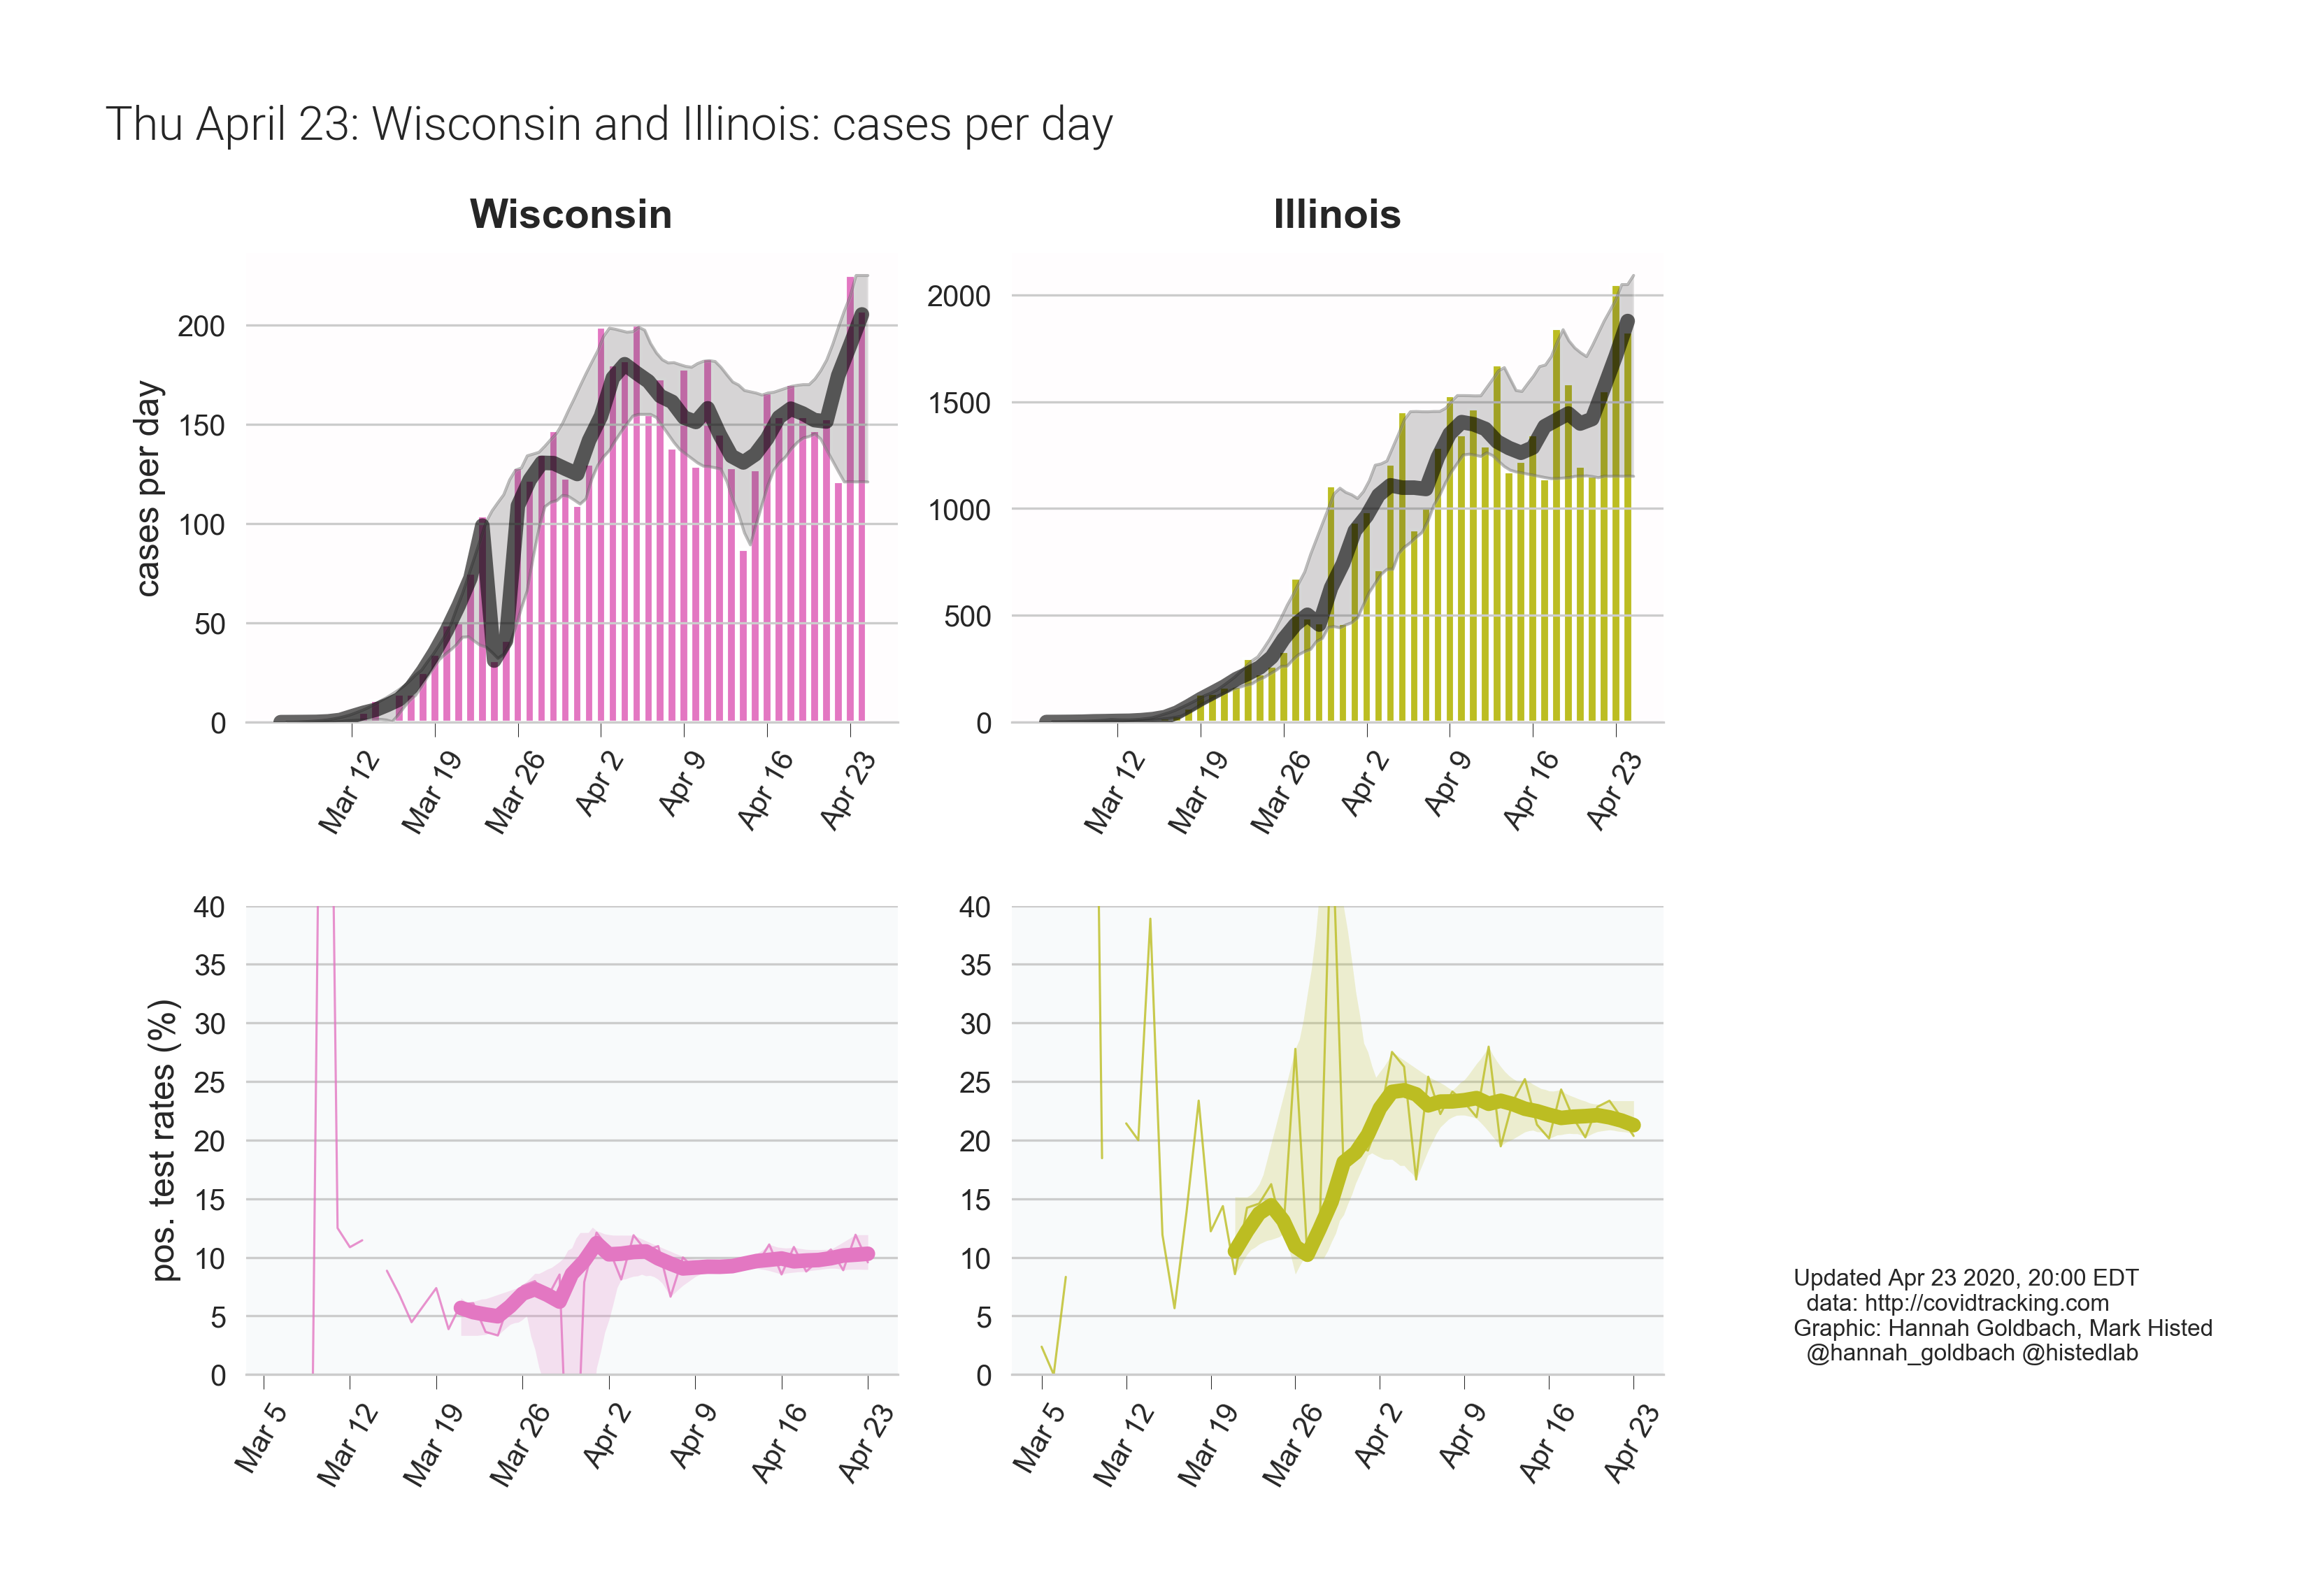 Thu April 23: Wisconsin and Illinois: cases per day
Wisconsin
Illinois
cases per day
200
150
100
50
0
Mar 12
Mar 19
Mar 26
Apr 2
Apr 9
Apr 16
Apr 23
2000
1500
1000
500
0
Mar 12
Mar 19
Mar 26
Apr 2
Apr 9
Apr 16
Apr 23
pos. test rates (%)
40
35
30
25
20
15
10
5
0
Mar 5
Mar 12
Mar 19
Mar 26
Apr 2
Apr 9
Apr 16
Apr 23
40
35
30
25
20
15
10
5
0
Mar 5
Mar 12
Mar 19
Mar 26
Apr 2
Apr 9
Apr 16
Apr 23
Updated Apr 23 2020, 20:00 EDT
data: http://covidtracking.com
Graphic: Hannah Goldbach, Mark Histed
@hannah_goldbach @histedlab